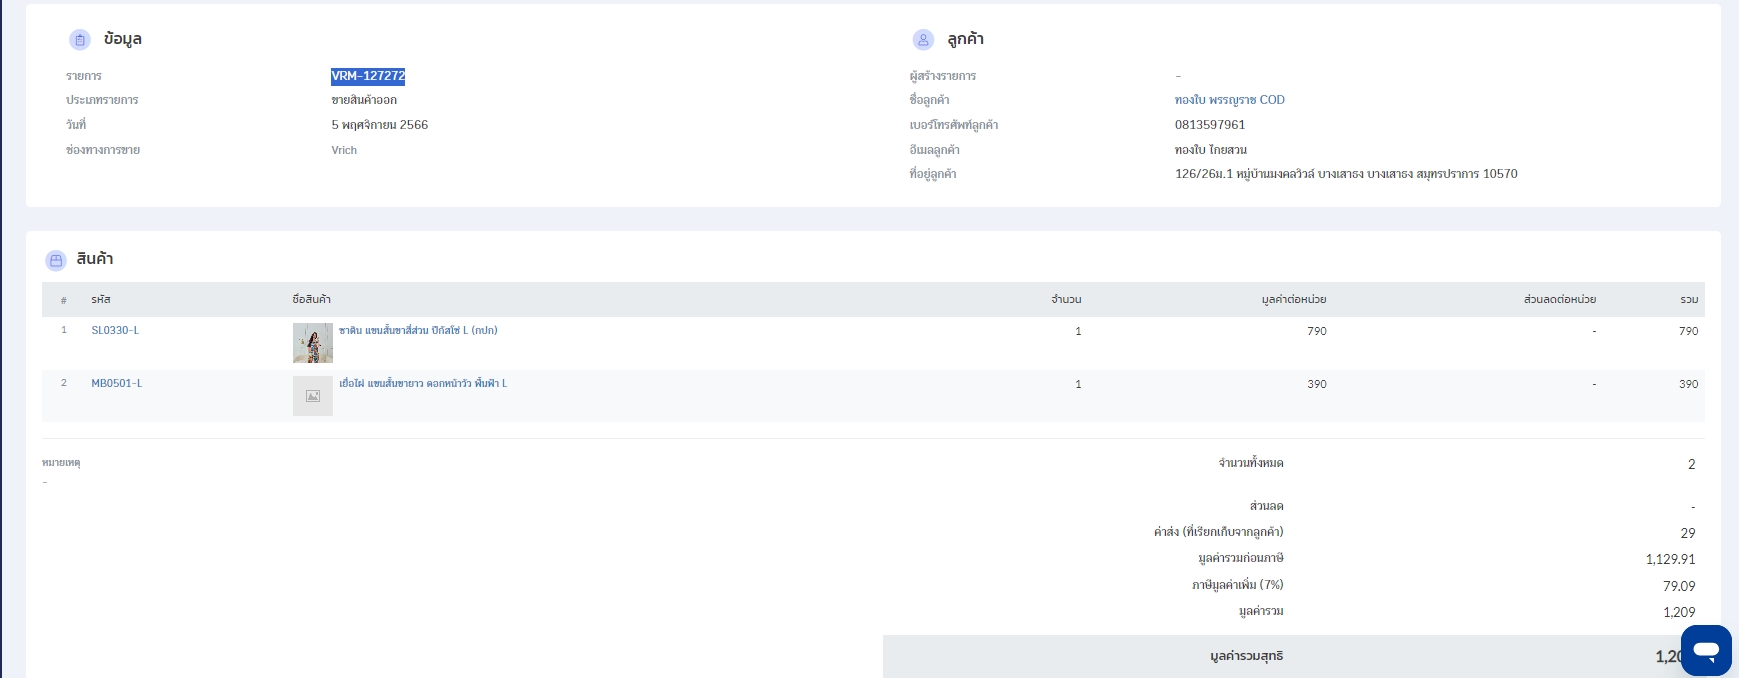 ข้อมูล
รายการ VRM-127272
ประเภทรายการ ขายสินค้าออก
วันที่ 5 พฤศจิกายน 2566
ช่องทางการขาย Vrich
ลูกค้า
ผู้สร้างรายการ -
ชื่อลูกค้า ทองใบ พรรญราช COD
เบอร์โทรศัพท์ลูกค้า 0813597961
อีเมลลูกค้า ทองใบ ไกยสวน
ที่อยู่ลูกค้า 126/26ม.1 หมู่บ้านมงคลวิวล์ บางเสาธง บางเสาธง สมุทรปราการ 10570
สินค้า
# รหัส ชื่อสินค้า จำนวน มูลค่าต่อหน่วย ส่วนลดต่อหน่วย รวม
1 SL0330-L ซาติน แขนสั้นขาสี่ส่วน ปีกัสโซ่ L (กปก) 1 790 - 790
2 MB0501-L เยื่อไผ่ แขนสั้นขายาว ดอกหน้าวัว พื้นฟ้า L 1 390 - 390
หมายเหตุ
-
จำนวนทั้งหมด 2
ส่วนลด -
ค่าส่ง (ที่เรียกเก็บจากลูกค้า) 29
มูลค่ารวมก่อนภาษี 1,129.91
ภาษีมูลค่าเพิ่ม (7%) 79.09
มูลค่ารวม 1,209
มูลค่ารวมสุทธิ